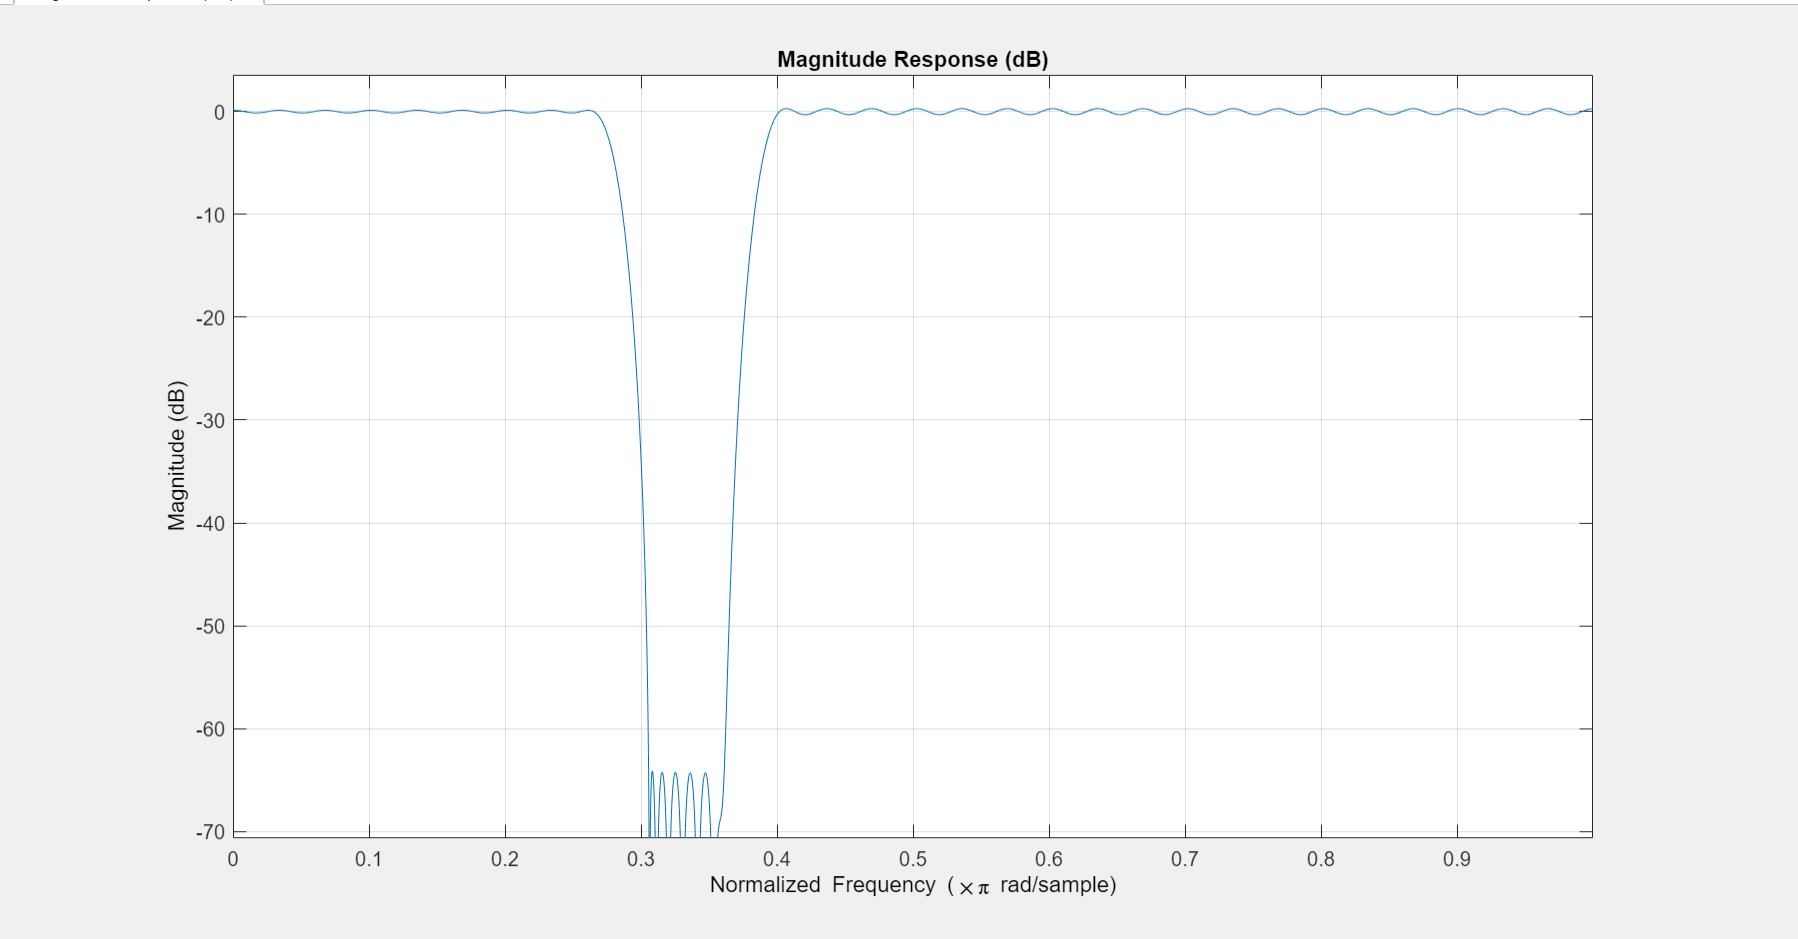 Magnitude Response (dB)
0
-10
-20
-30
-40
-50
-60
-70
Magnitude (dB)
0 0.1 0.2 0.3 0.4 0.5 0.6 0.7 0.8 0.9
Normalized Frequency (×π rad/sample)